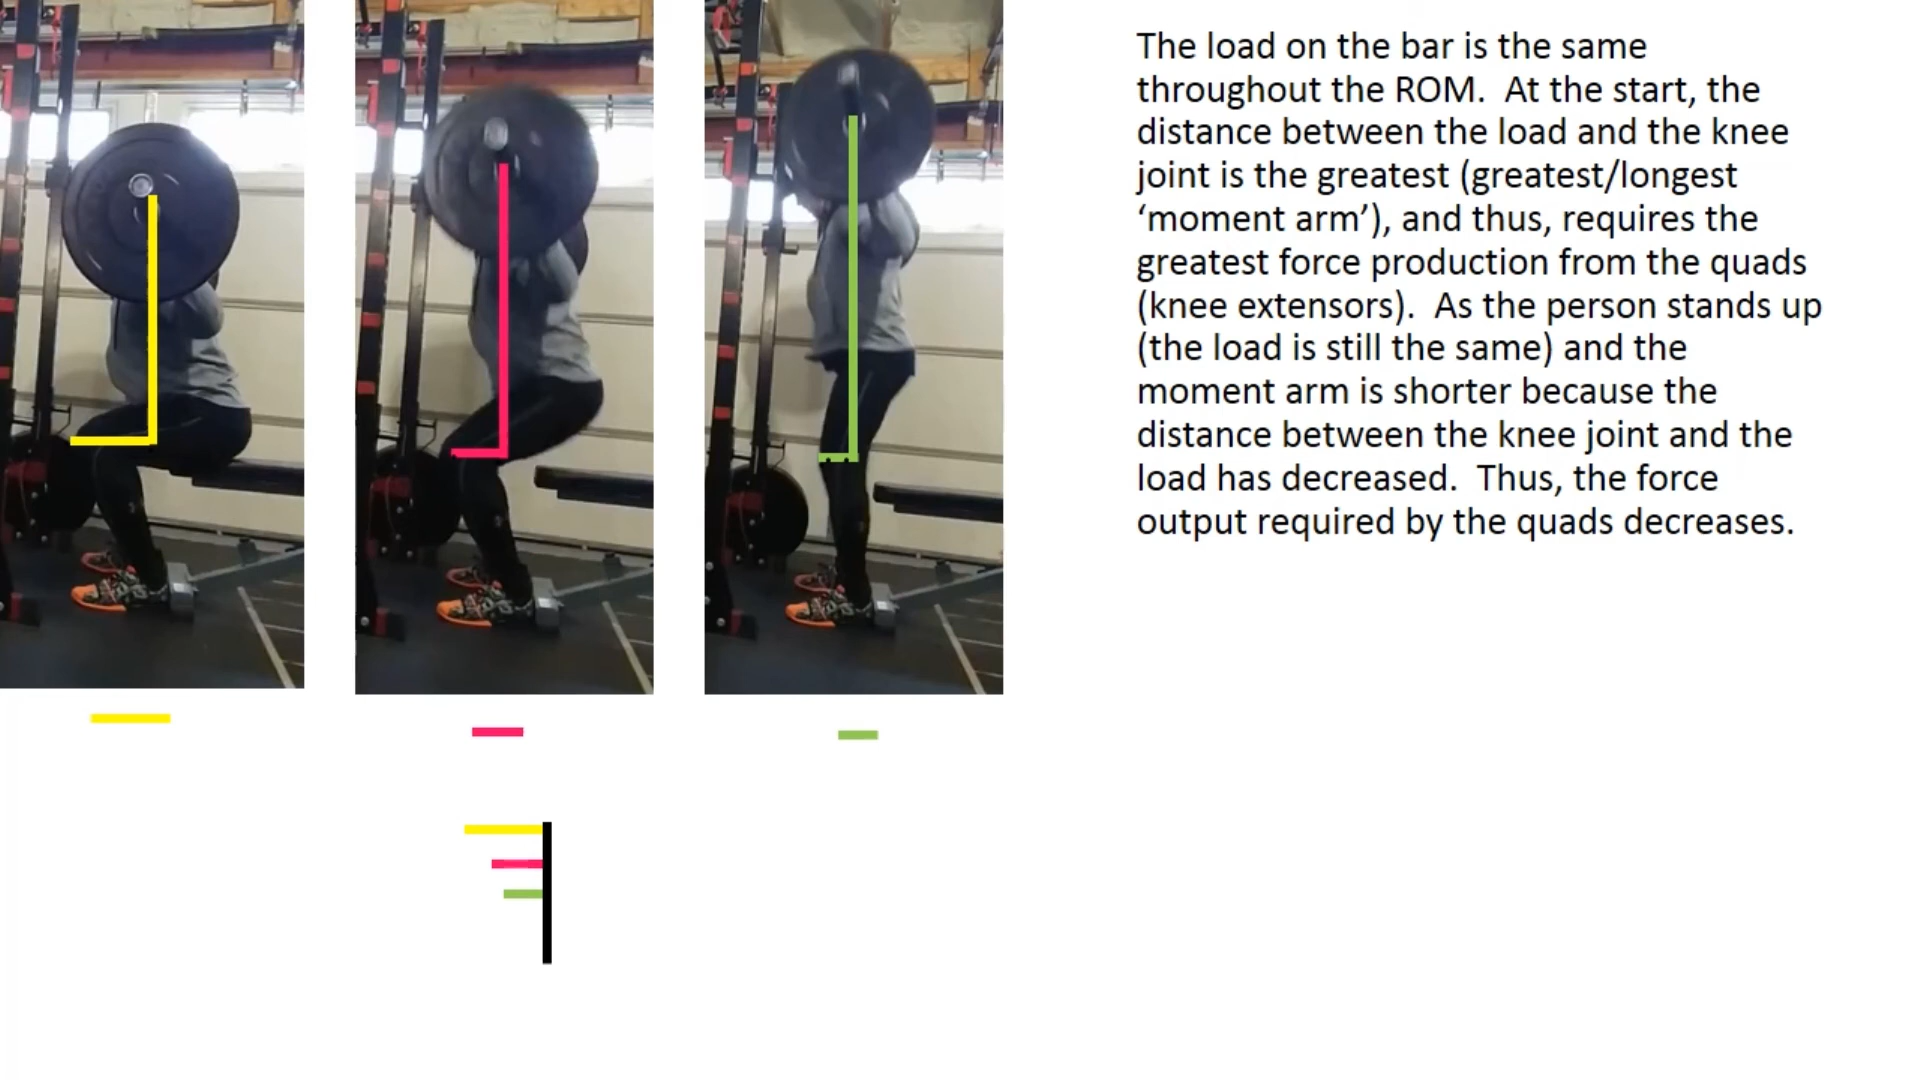 The load on the bar is the same
throughout the ROM.  At the start, the
distance between the load and the knee
joint is the greatest (greatest/longest
‘moment arm’), and thus, requires the
greatest force production from the quads
(knee extensors).  As the person stands up
(the load is still the same) and the
moment arm is shorter because the
distance between the knee joint and the
load has decreased.  Thus, the force
output required by the quads decreases.